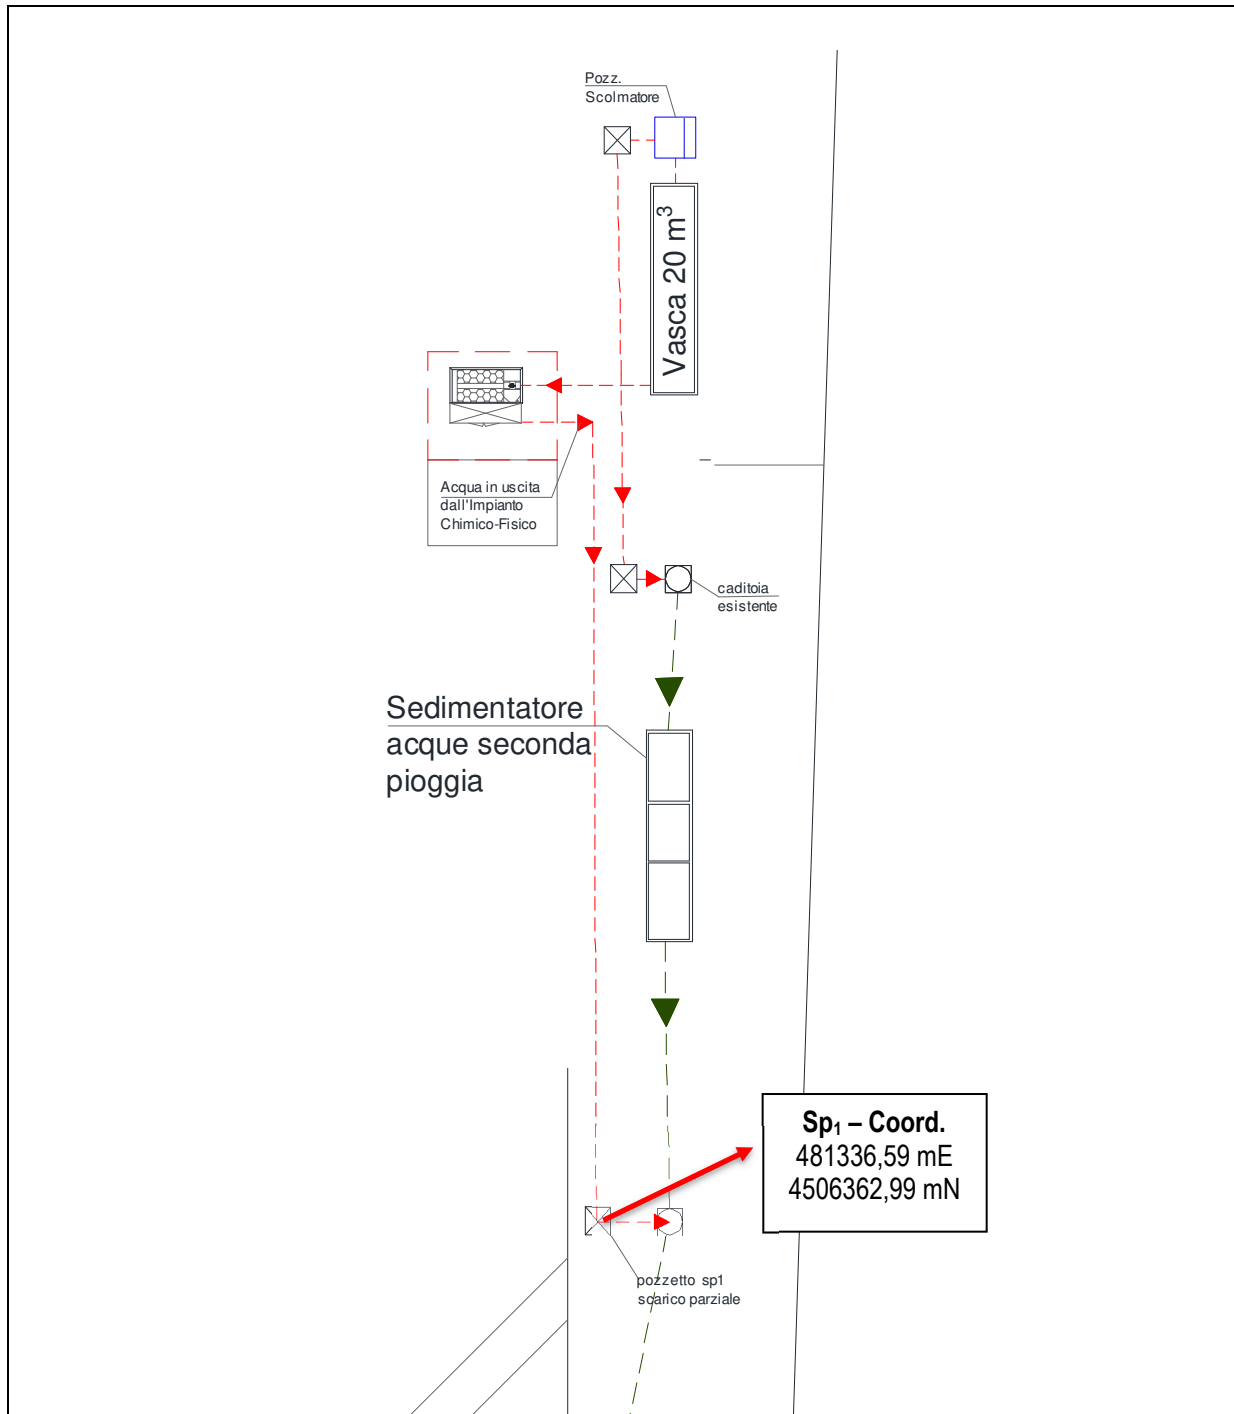 Pozz.
Scolmatore
Vasca 20 m³
Acqua in uscita
dall'Impianto
Chimico-Fisico
caditoia
esistente
Sedimentatore
acque seconda
pioggia
Sp₁ – Coord.
481336,59 mE
4506362,99 mN
pozzetto sp1
scarico parziale